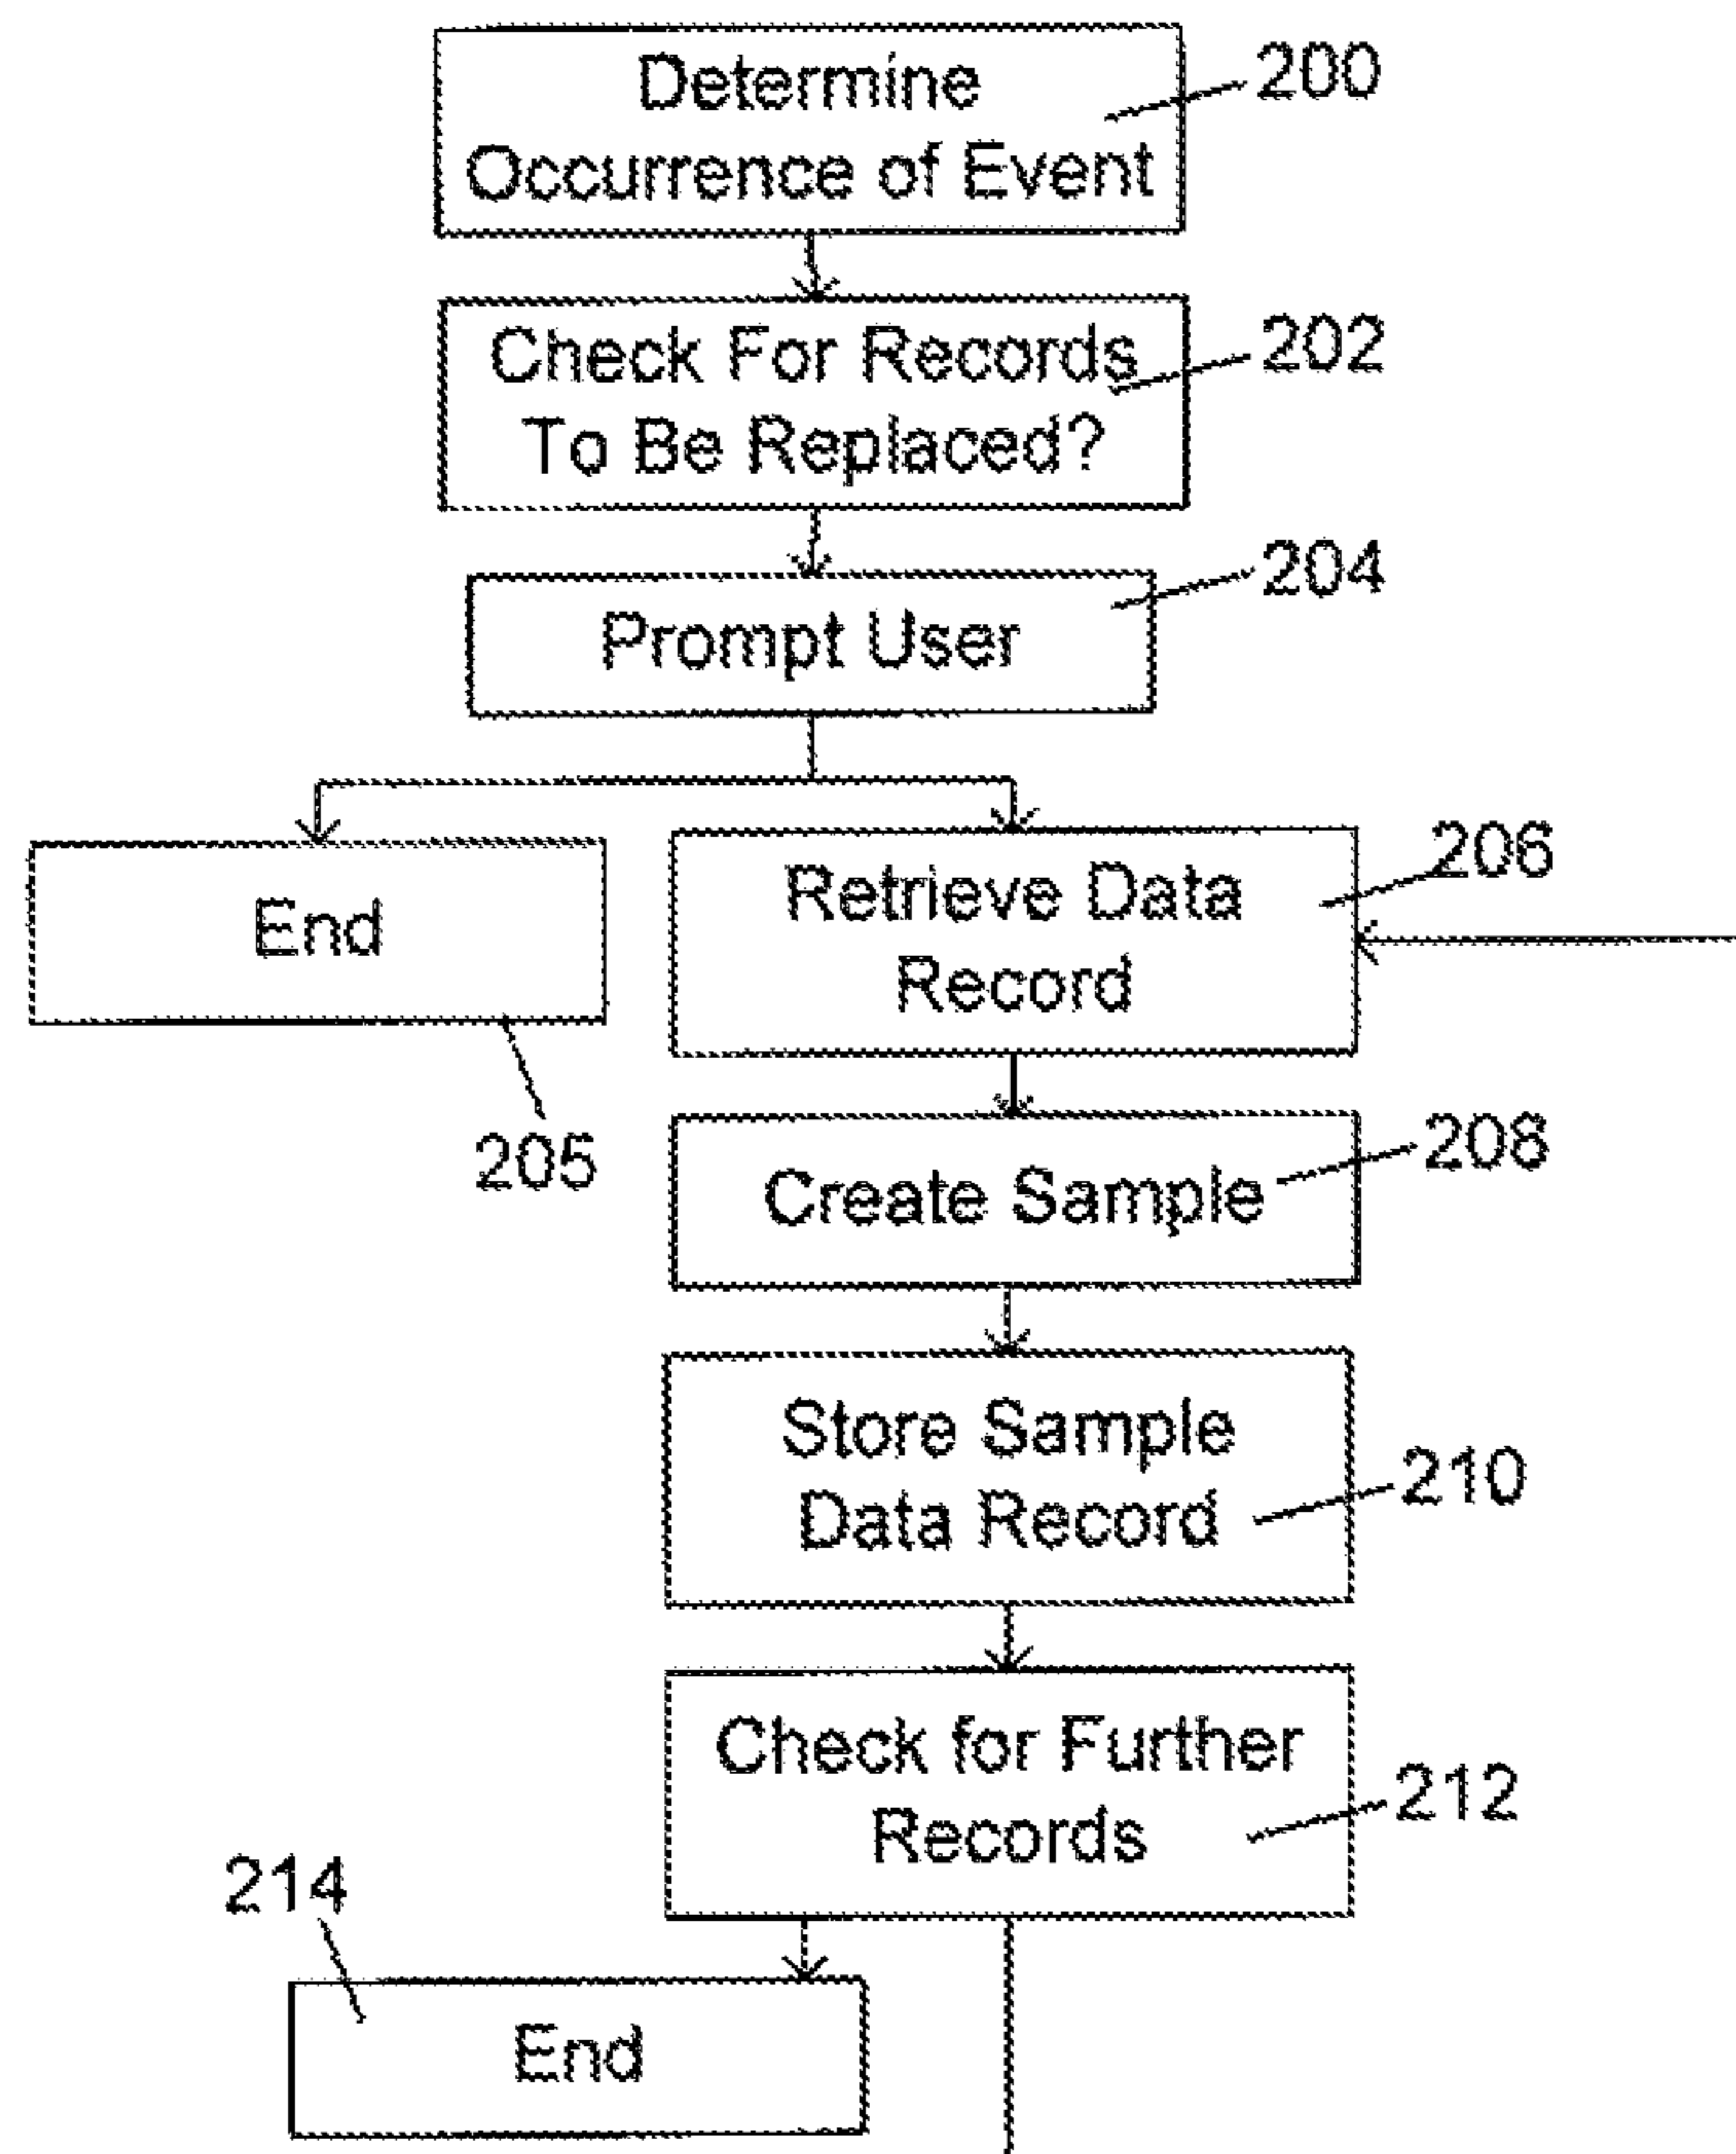 Determine
Occurrence of Event
200
Check For Records
To Be Replaced?
202
Prompt User
204
End
205
Retrieve Data
Record
206
Create Sample
208
Store Sample
Data Record
210
Check for Further
Records
212
214
End